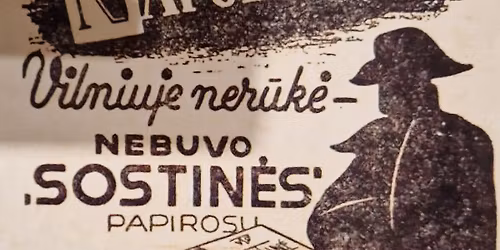 Vilniuje nerūkė—
NEBUVO
‚SOSTINĖS‘
PAPIROSŲ